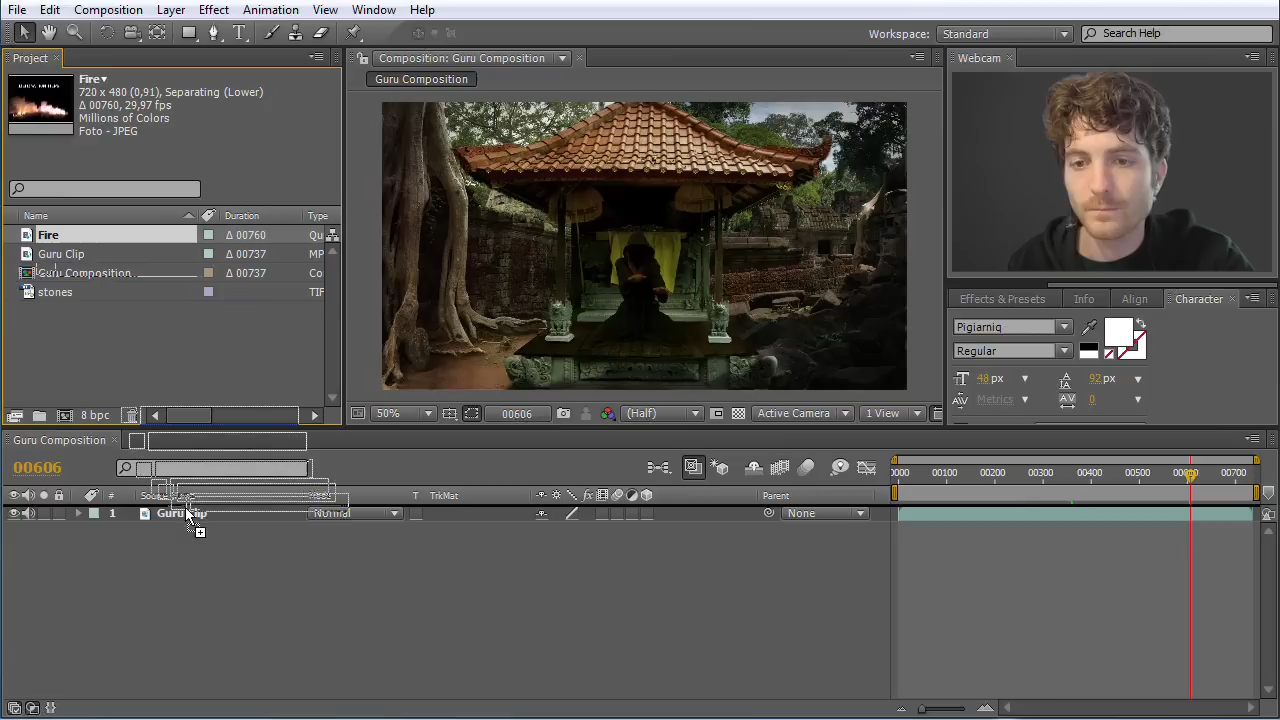 File Edit Composition Layer Effect Animation View Window Help
Workspace: Standard Search Help
Project
Composition: Guru Composition
Webcam
Fire
720 x 480 (0,91), Separating (Lower)
Δ 00760, 29,97 fps
Millions of Colors
Foto - JPEG
Guru Composition
Name Duration Type
Fire Δ 00760 Qu
Guru Clip Δ 00737 MP
Guru Composition Δ 00737 Co
stones TIF
Effects & Presets Info Align Character
Pigiarniq
Regular
48 px 92 px
Metrics 0
8 bpc
50% 00606 (Half) Active Camera 1 View
Guru Composition
00606
0000 00100 00200 00300 00400 00500 00700
# T TrkMat Parent
1 Guru Clip Normal None